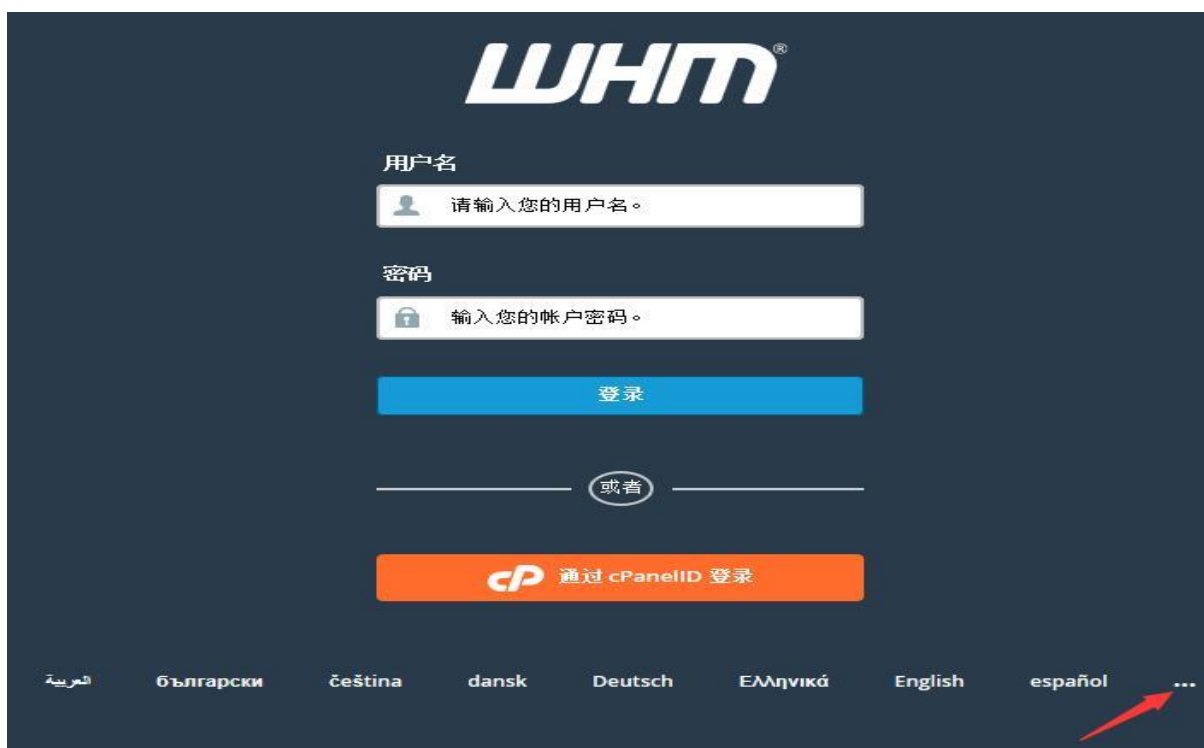 WHM®
用户名
请输入您的用户名。
密码
输入您的帐户密码。
登录
或者
cP 通过 cPanelID 登录
العربية български čeština dansk Deutsch Ελληνικά English español ...